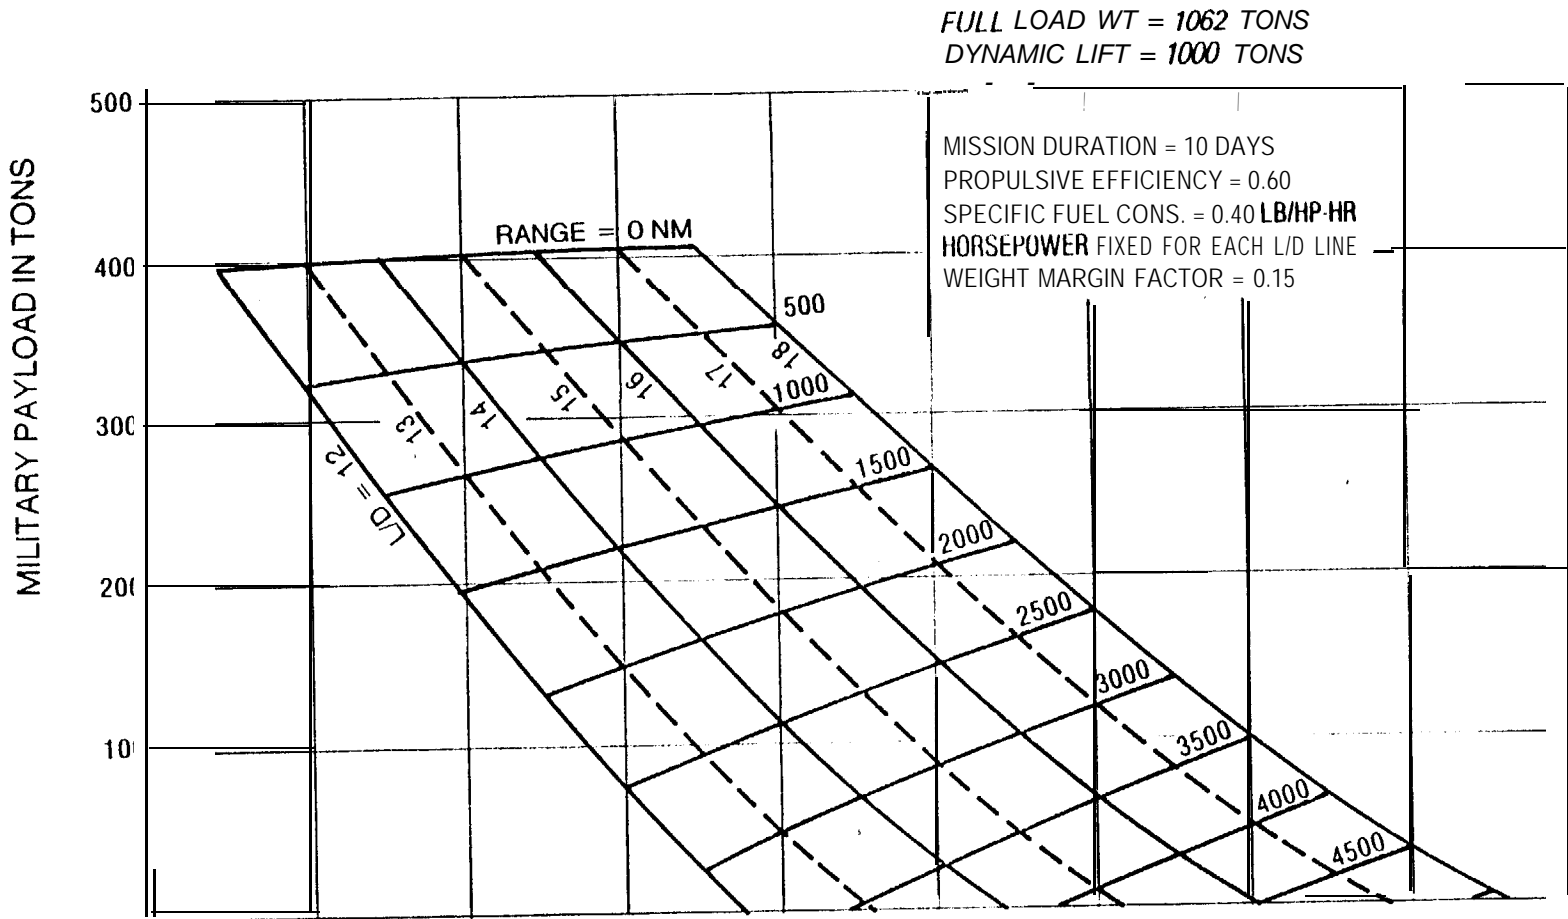 FULL LOAD WT = 1062 TONS
DYNAMIC LIFT = 1000 TONS
MISSION DURATION = 10 DAYS
PROPULSIVE EFFICIENCY = 0.60
SPECIFIC FUEL CONS. = 0.40 LB/HP-HR
HORSEPOWER FIXED FOR EACH L/D LINE
WEIGHT MARGIN FACTOR = 0.15
MILITARY PAYLOAD IN TONS
500
400
300
20
10
RANGE = 0 NM
500
1000
1500
2000
2500
3000
3500
4000
4500
L/D = 12
13
14
15
16
17
18